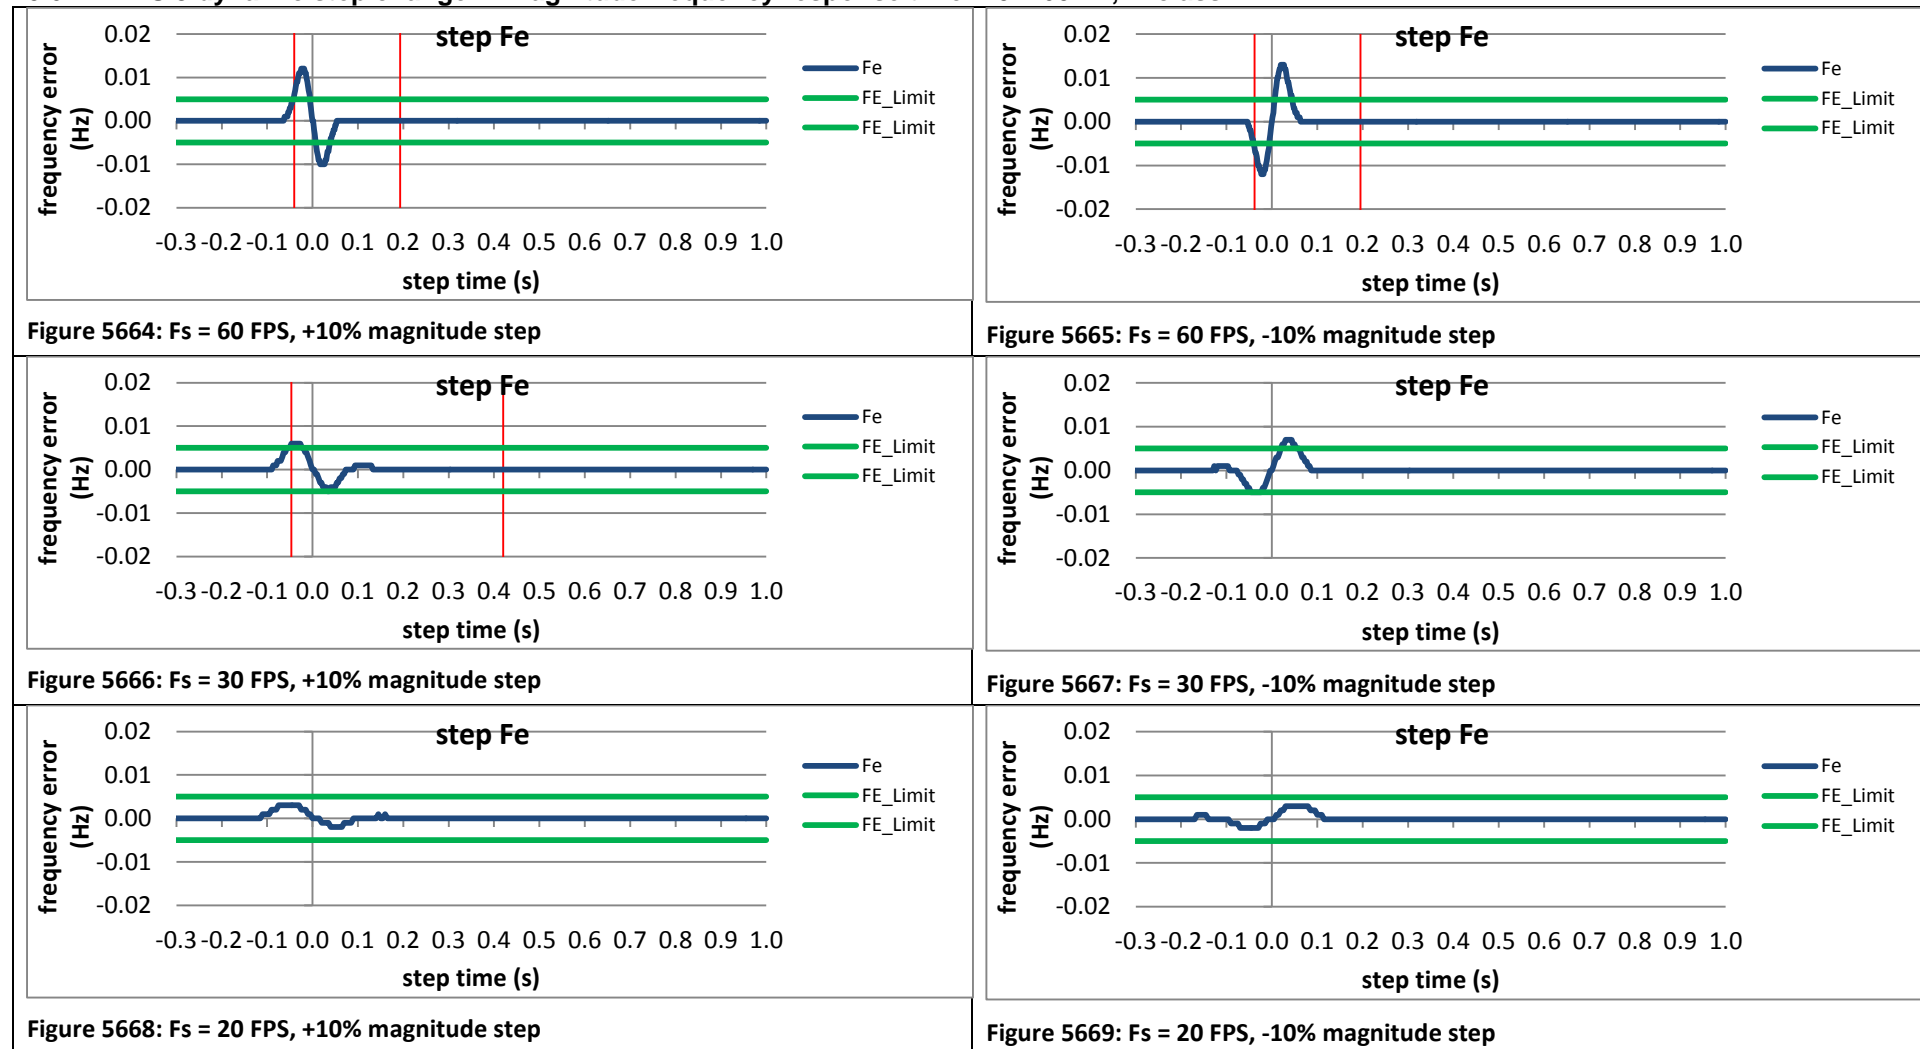 step Fe
0.02
0.01
0.00
-0.01
-0.02
frequency error
(Hz)
-0.3 -0.2 -0.1 0.0 0.1 0.2 0.3 0.4 0.5 0.6 0.7 0.8 0.9 1.0
step time (s)
Fe
FE_Limit
FE_Limit
Figure 5664: Fs = 60 FPS, +10% magnitude step
step Fe
0.02
0.01
0.00
-0.01
-0.02
frequency error
(Hz)
-0.3 -0.2 -0.1 0.0 0.1 0.2 0.3 0.4 0.5 0.6 0.7 0.8 0.9 1.0
step time (s)
Fe
FE_Limit
FE_Limit
Figure 5665: Fs = 60 FPS, -10% magnitude step
step Fe
0.02
0.01
0.00
-0.01
-0.02
frequency error
(Hz)
-0.3 -0.2 -0.1 0.0 0.1 0.2 0.3 0.4 0.5 0.6 0.7 0.8 0.9 1.0
step time (s)
Fe
FE_Limit
FE_Limit
Figure 5666: Fs = 30 FPS, +10% magnitude step
step Fe
0.02
0.01
0.00
-0.01
-0.02
frequency error
(Hz)
-0.3 -0.2 -0.1 0.0 0.1 0.2 0.3 0.4 0.5 0.6 0.7 0.8 0.9 1.0
step time (s)
Fe
FE_Limit
FE_Limit
Figure 5667: Fs = 30 FPS, -10% magnitude step
step Fe
0.02
0.01
0.00
-0.01
-0.02
frequency error
(Hz)
-0.3 -0.2 -0.1 0.0 0.1 0.2 0.3 0.4 0.5 0.6 0.7 0.8 0.9 1.0
step time (s)
Fe
FE_Limit
FE_Limit
Figure 5668: Fs = 20 FPS, +10% magnitude step
step Fe
0.02
0.01
0.00
-0.01
-0.02
frequency error
(Hz)
-0.3 -0.2 -0.1 0.0 0.1 0.2 0.3 0.4 0.5 0.6 0.7 0.8 0.9 1.0
step time (s)
Fe
FE_Limit
FE_Limit
Figure 5669: Fs = 20 FPS, -10% magnitude step